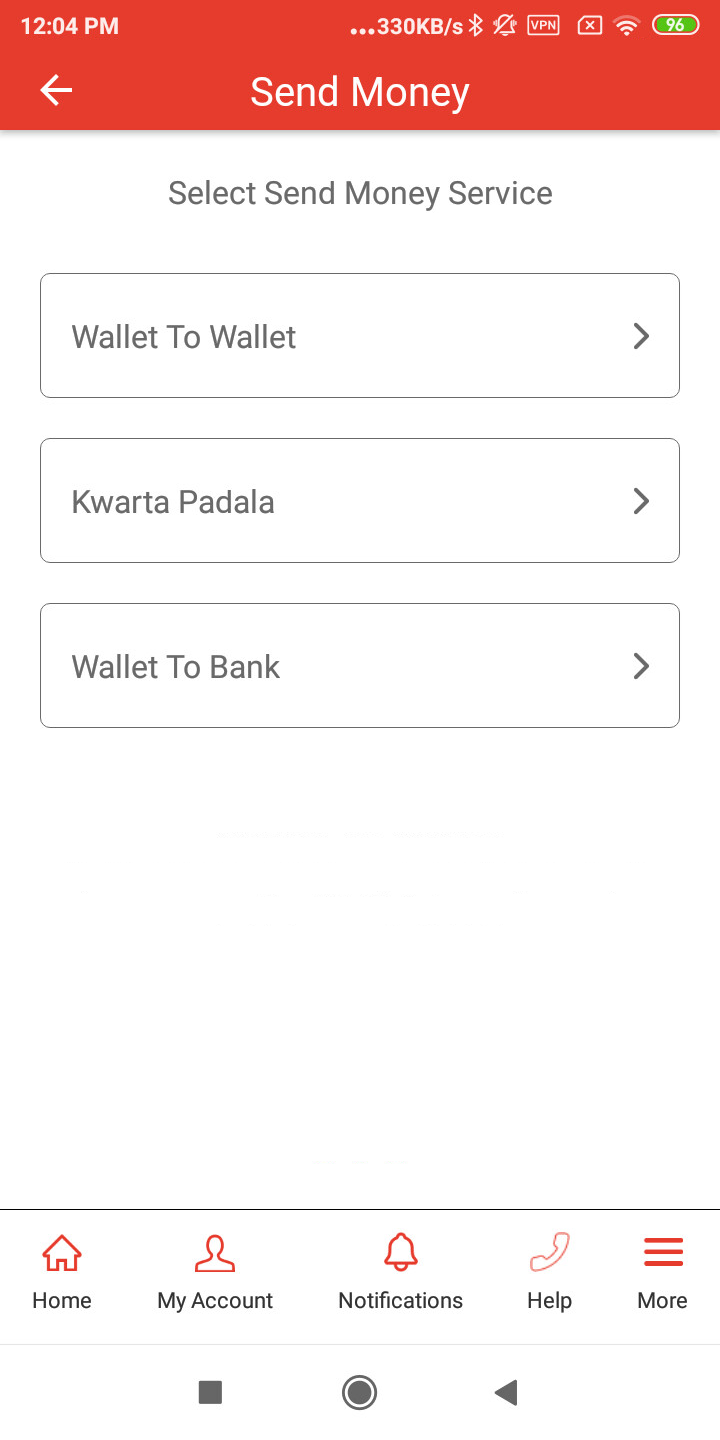 12:04 PM ...330KB/s VPN 96
Send Money
Select Send Money Service
Wallet To Wallet
Kwarta Padala
Wallet To Bank
Home My Account Notifications Help More